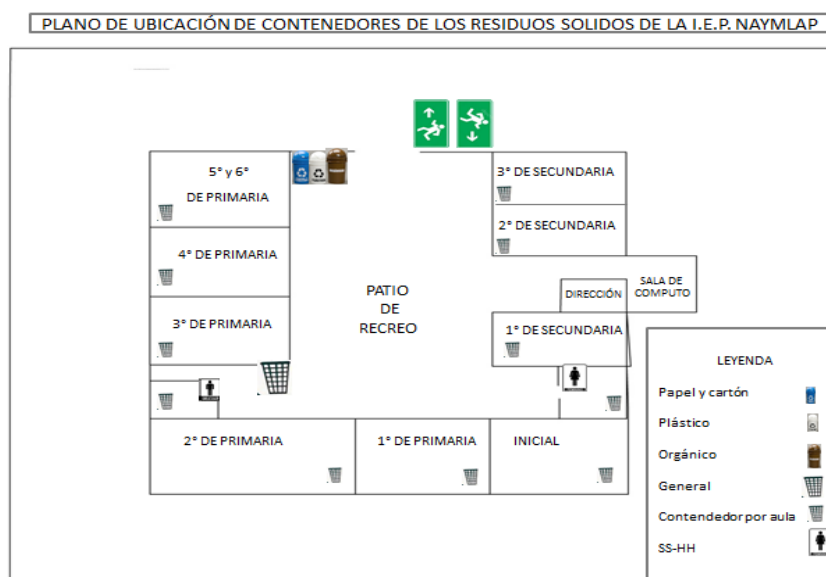 PLANO DE UBICACIÓN DE CONTENEDORES DE LOS RESIDUOS SOLIDOS DE LA I.E.P. NAYMLAP
5° y 6°
DE PRIMARIA
4° DE PRIMARIA
3° DE PRIMARIA
2° DE PRIMARIA
1° DE PRIMARIA
INICIAL
PATIO
DE
RECREO
3° DE SECUNDARIA
2° DE SECUNDARIA
DIRECCIÓN
SALA DE
COMPUTO
1° DE SECUNDARIA
LEYENDA
Papel y cartón
Plástico
Orgánico
General
Contendedor por aula
SS-HH